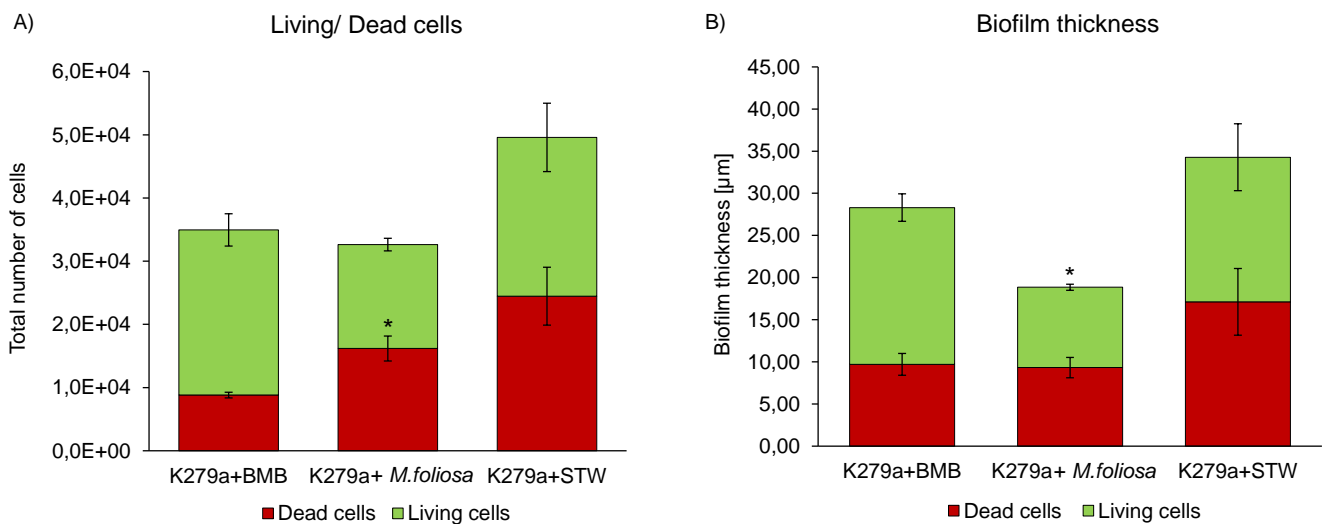 A)
Living/ Dead cells
Total number of cells
6,0E+04
5,0E+04
4,0E+04
3,0E+04
2,0E+04
1,0E+04
0,0E+00
*
K279a+BMB
K279a+ M.foliosa
K279a+STW
Dead cells
Living cells
B)
Biofilm thickness
Biofilm thickness [µm]
45,00
40,00
35,00
30,00
25,00
20,00
15,00
10,00
5,00
0,00
*
K279a+BMB
K279a+ M.foliosa
K279a+STW
Dead cells
Living cells